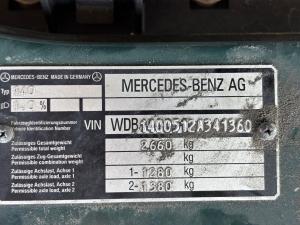 MERCEDES-BENZ MADE IN GERMANY
MERCEDES-BENZ AG
Typ 140
%
Fahrzeugidentifizierungsnummer
Vehicle Identification Number
VIN WDB1400512A341360
Zulässiges Gesamtgewicht
Permissible total weight
2660 kg
Zulässiges Zug-Gesamtgewicht
Permissible combination weight
kg
Zulässige Achslast, Achse 1
Permissible axle load, axle 1
1- 1280 kg
Zulässige Achslast, Achse 2
Permissible axle load, axle 2
2- 1380 kg